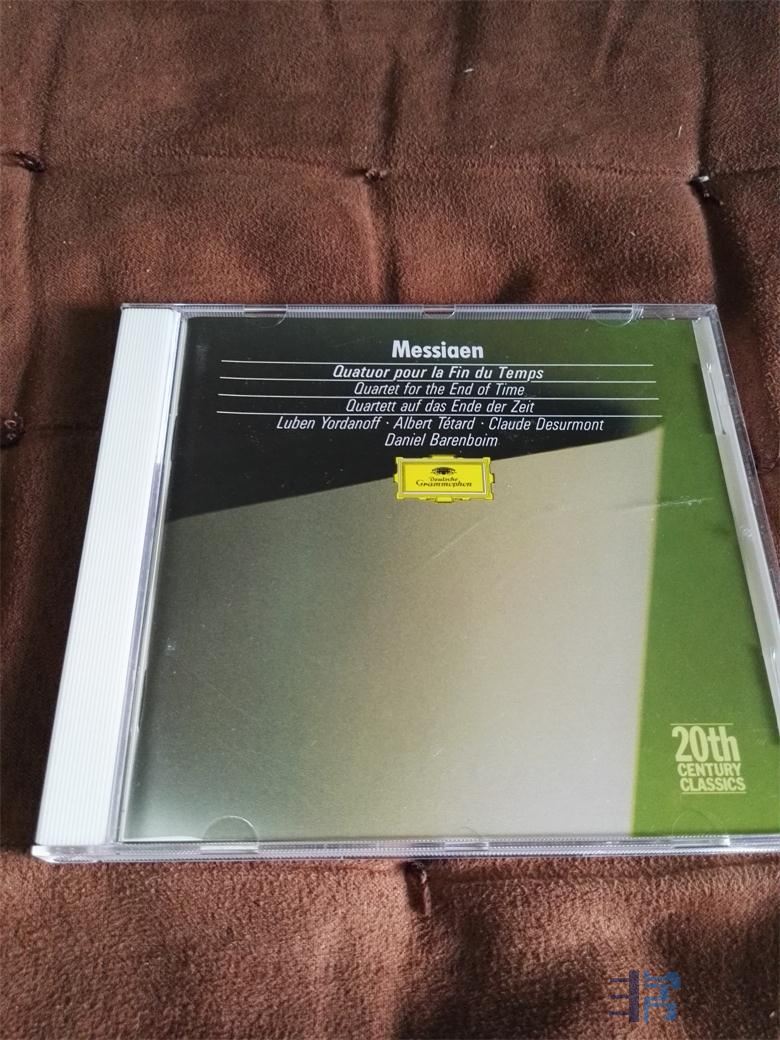 Messiaen
Quatuor pour la Fin du Temps
Quartet for the End of Time
Quartett auf das Ende der Zeit
Luben Yordanoff · Albert Tétard · Claude Desurmont
Daniel Barenboim
Deutsche
Grammophon
20th
CENTURY
CLASSICS